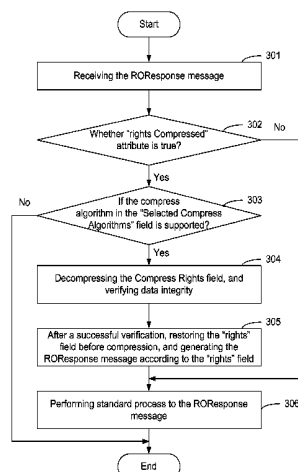 Start
301
Receiving the ROResponse message
302
Whether "rights Compressed"
attribute is true?
No
Yes
303
No
If the
compress
algorithm in the "Selected Compress
Algorithms" field is supported?
Yes
304
Decompressing the Compress Rights field, and
verifying data integrity
305
After a successful verification, restoring the "rights"
field before compression, and generating the
ROResponse message according to the "rights" field
306
Performing standard process to the ROResponse
message
End